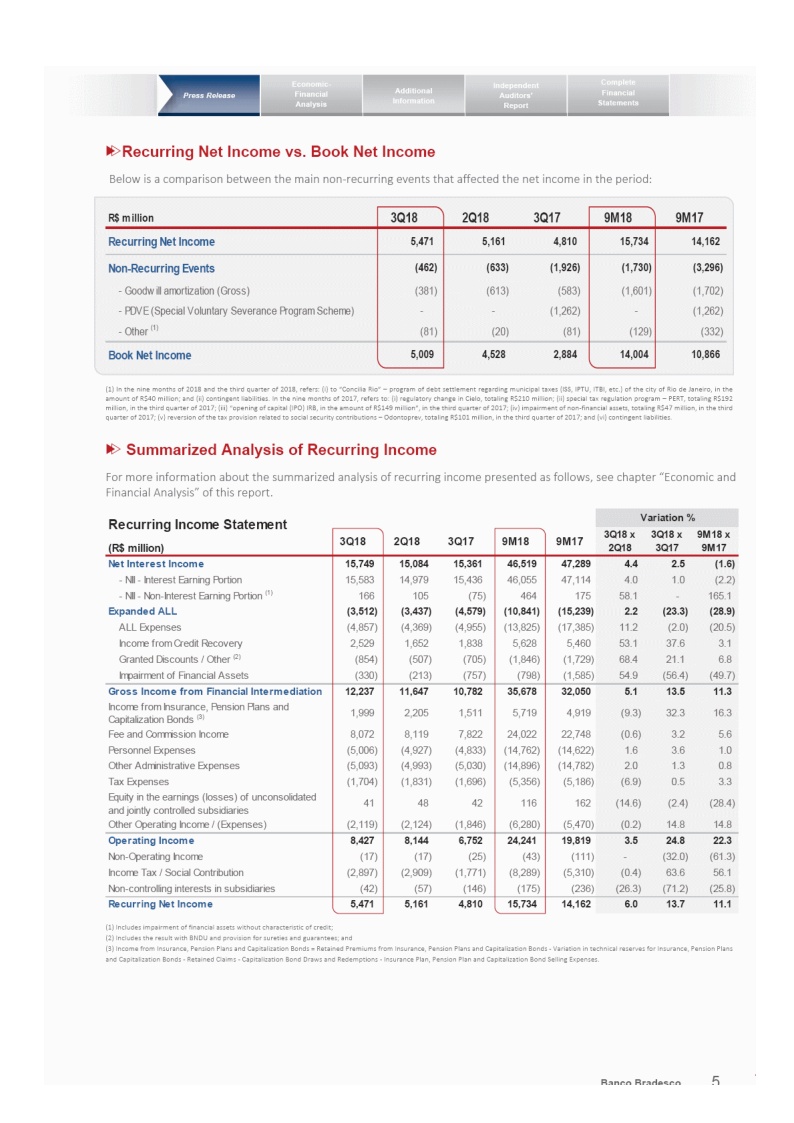 Press Release
Economic-
Financial
Analysis
Additional
Information
Independent
Auditors'
Report
Complete
Financial
Statements
Recurring Net Income vs. Book Net Income
Below is a comparison between the main non-recurring events that affected the net income in the period:
R$ million 3Q18 2Q18 3Q17 9M18 9M17
Recurring Net Income 5,471 5,161 4,810 15,734 14,162
Non-Recurring Events (462) (633) (1,926) (1,730) (3,296)
- Goodwill amortization (Gross) (381) (613) (583) (1,601) (1,702)
- PDVE (Special Voluntary Severance Program Scheme) - - (1,262) - (1,262)
- Other (1) (81) (20) (81) (129) (332)
Book Net Income 5,009 4,528 2,884 14,004 10,866
(1) In the nine months of 2018 and the third quarter of 2018, refers: (i) to "Concilia Rio" – program of debt settlement regarding municipal taxes (ISS, IPTU, ITBI, etc.) of the city of Rio de Janeiro, in the
amount of R$40 million; and (ii) contingent liabilities. In the nine months of 2017, refers to: (i) regulatory change in Cielo, totaling R$210 million; (ii) special tax regulation program – PERT, totaling R$192
million, in the third quarter of 2017; (iii) "opening of capital (IPO) IRB, in the amount of R$149 million", in the third quarter of 2017; (iv) impairment of non-financial assets, totaling R$47 million, in the third
quarter of 2017; (v) reversion of the tax provision related to social security contributions – Odontoprev, totaling R$101 million, in the third quarter of 2017; and (vi) contingent liabilities.
Summarized Analysis of Recurring Income
For more information about the summarized analysis of recurring income presented as follows, see chapter "Economic and
Financial Analysis" of this report.
Variation %
Recurring Income Statement
(R$ million) 3Q18 2Q18 3Q17 9M18 9M17 3Q18 x 2Q18 3Q18 x 3Q17 9M18 x 9M17
Net Interest Income 15,749 15,084 15,361 46,519 47,289 4.4 2.5 (1.6)
- NII - Interest Earning Portion 15,583 14,979 15,436 46,055 47,114 4.0 1.0 (2.2)
- NII - Non-Interest Earning Portion (1) 166 105 (75) 464 175 58.1 - 165.1
Expanded ALL (3,512) (3,437) (4,579) (10,841) (15,239) 2.2 (23.3) (28.9)
ALL Expenses (4,857) (4,369) (4,955) (13,825) (17,385) 11.2 (2.0) (20.5)
Income from Credit Recovery 2,529 1,652 1,838 5,628 5,460 53.1 37.6 3.1
Granted Discounts / Other (2) (854) (507) (705) (1,846) (1,729) 68.4 21.1 6.8
Impairment of Financial Assets (330) (213) (757) (798) (1,585) 54.9 (56.4) (49.7)
Gross Income from Financial Intermediation 12,237 11,647 10,782 35,678 32,050 5.1 13.5 11.3
Income from Insurance, Pension Plans and
Capitalization Bonds (3) 1,999 2,205 1,511 5,719 4,919 (9.3) 32.3 16.3
Fee and Commission Income 8,072 8,119 7,822 24,022 22,748 (0.6) 3.2 5.6
Personnel Expenses (5,006) (4,927) (4,833) (14,762) (14,622) 1.6 3.6 1.0
Other Administrative Expenses (5,093) (4,993) (5,030) (14,896) (14,782) 2.0 1.3 0.8
Tax Expenses (1,704) (1,831) (1,696) (5,356) (5,186) (6.9) 0.5 3.3
Equity in the earnings (losses) of unconsolidated
and jointly controlled subsidiaries 41 48 42 116 162 (14.6) (2.4) (28.4)
Other Operating Income / (Expenses) (2,119) (2,124) (1,846) (6,280) (5,470) (0.2) 14.8 14.8
Operating Income 8,427 8,144 6,752 24,241 19,819 3.5 24.8 22.3
Non-Operating Income (17) (17) (25) (43) (111) - (32.0) (61.3)
Income Tax / Social Contribution (2,897) (2,909) (1,771) (8,289) (5,310) (0.4) 63.6 56.1
Non-controlling interests in subsidiaries (42) (57) (146) (175) (236) (26.3) (71.2) (25.8)
Recurring Net Income 5,471 5,161 4,810 15,734 14,162 6.0 13.7 11.1
(1) Includes impairment of financial assets without characteristic of credit;
(2) Includes the result with BNDU and provision for sureties and guarantees; and
(3) Income from Insurance, Pension Plans and Capitalization Bonds = Retained Premiums from Insurance, Pension Plans and Capitalization Bonds - Variation in technical reserves for Insurance, Pension Plans
and Capitalization Bonds - Retained Claims - Capitalization Bond Draws and Redemptions - Insurance Plan, Pension Plan and Capitalization Bond Selling Expenses.
Banco Bradesco 5